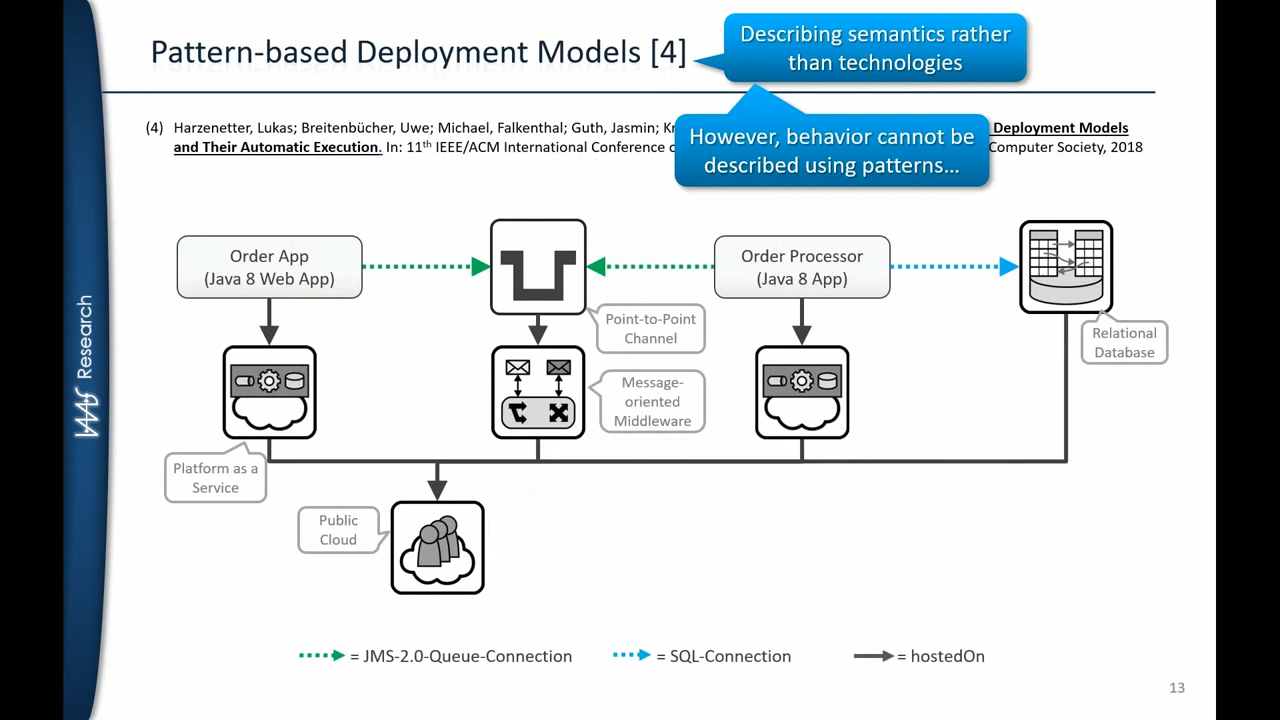 Pattern-based Deployment Models [4]
Describing semantics rather
than technologies
(4) Harzenetter, Lukas; Breitenbücher, Uwe; Michael, Falkenthal; Guth, Jasmin;
Deployment Models
and Their Automatic Execution. In: 11th IEEE/ACM International Conference
Computer Society, 2018
However, behavior cannot be
described using patterns…
Order App
(Java 8 Web App)
Order Processor
(Java 8 App)
Point-to-Point
Channel
Relational
Database
Message-
oriented
Middleware
Platform as a
Service
Public
Cloud
= JMS-2.0-Queue-Connection
= SQL-Connection
= hostedOn
13
IAAS Research